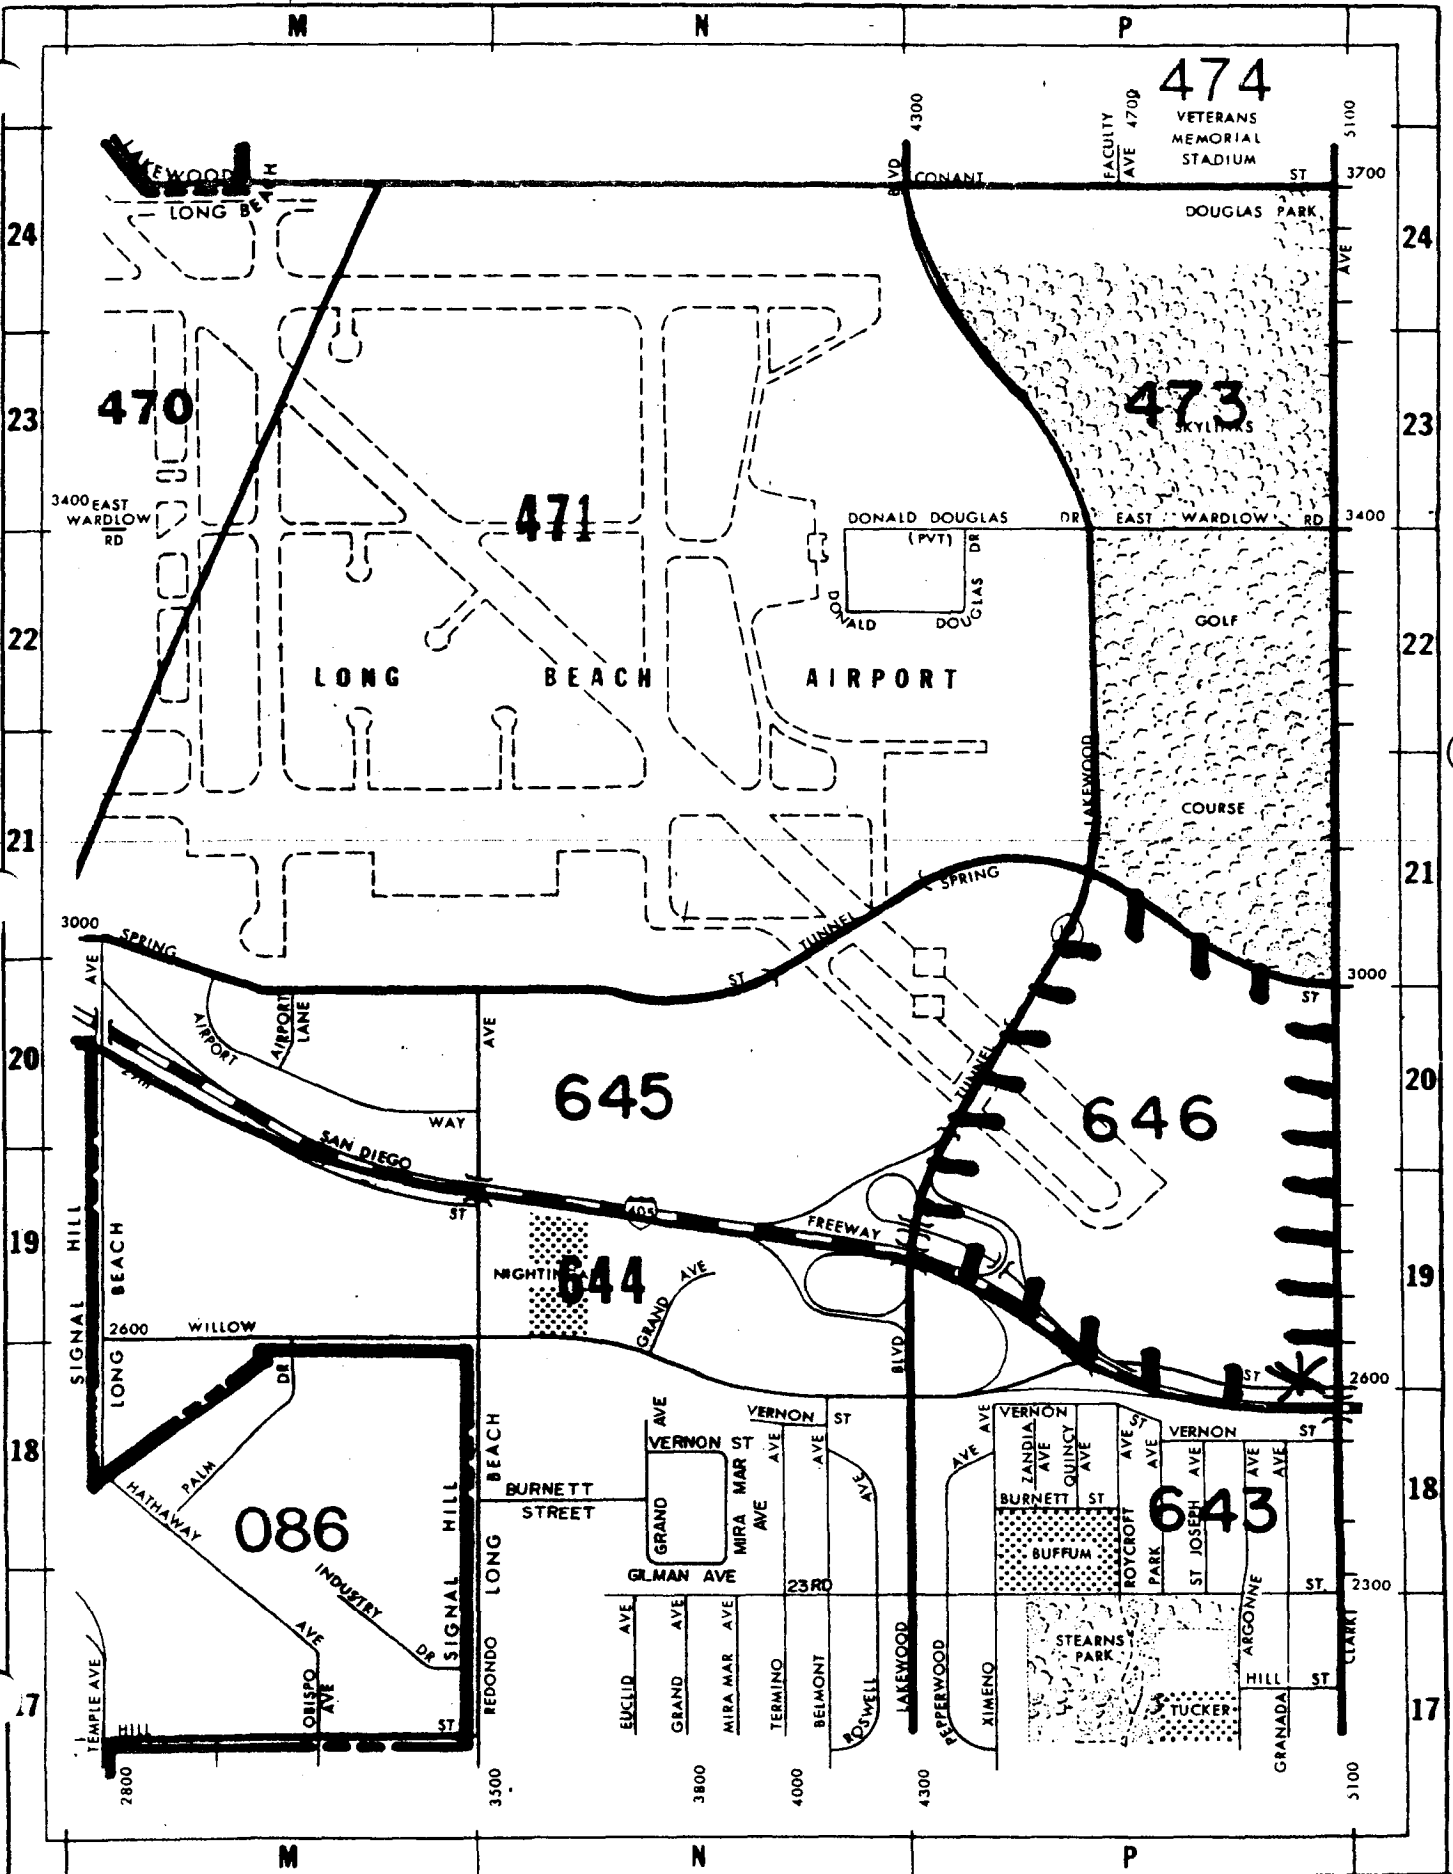 M
N
P
474
4300
FACULTY
AVE 4700
VETERANS
MEMORIAL
STADIUM
5100
LAKEWOOD
LONG BEACH
BLVD
CONANT
ST
3700
DOUGLAS PARK
24
24
AVE
23
470
473
SKYLINKS
23
3400 EAST
WARDLOW
RD
471
DONALD DOUGLAS
DR
EAST WARDLOW RD
3400
(PVT)
DR
DONALD
DOUGLAS
22
GOLF
22
LONG BEACH AIRPORT
LAKEWOOD
COURSE
21
21
SPRING
3000
SPRING
TUNNEL
ST
3000
ST
AVE
AIRPORT
AIRPORT
LANE
AVE
20
20
645
646
TUNNEL
WAY
SAN DIEGO
ST
405
FREEWAY
19
19
SIGNAL HILL
LONG BEACH
644
AVE
GRAND
2600
WILLOW
BLVD
ST
2600
DR
VERNON ST
AVE
VERNON
ST
VERNON
ST
18
18
VERNON ST
PALM
HATHAWAY
086
SIGNAL HILL
LONG BEACH
BURNETT
STREET
GRAND
MIRA MAR
AVE
AVE
AVE
AVE
AVE
ZANDIA
AVE
QUINCY
AVE
BURNETT ST
AVE
AVE
AVE
AVE
AVE
643
BUFFUM
ROYCROFT
PARK
ST JOSEPH
GILMAN AVE
23RD
ST
2300
INDUSTRY
DR
AVE
OBISPO
AVE
TEMPLE AVE
HILL
ST
REDONDO
EUCLID AVE
GRAND AVE
MIRA MAR AVE
TERMINO
BELMONT
ROSWELL
LAKEWOOD
PEPPERWOOD
XIMENO
STEARNS
PARK
ARGONNE
CLARK
HILL ST
TUCKER
GRANADA
17
17
2800
3500
3800
4000
4300
5100
M
N
P